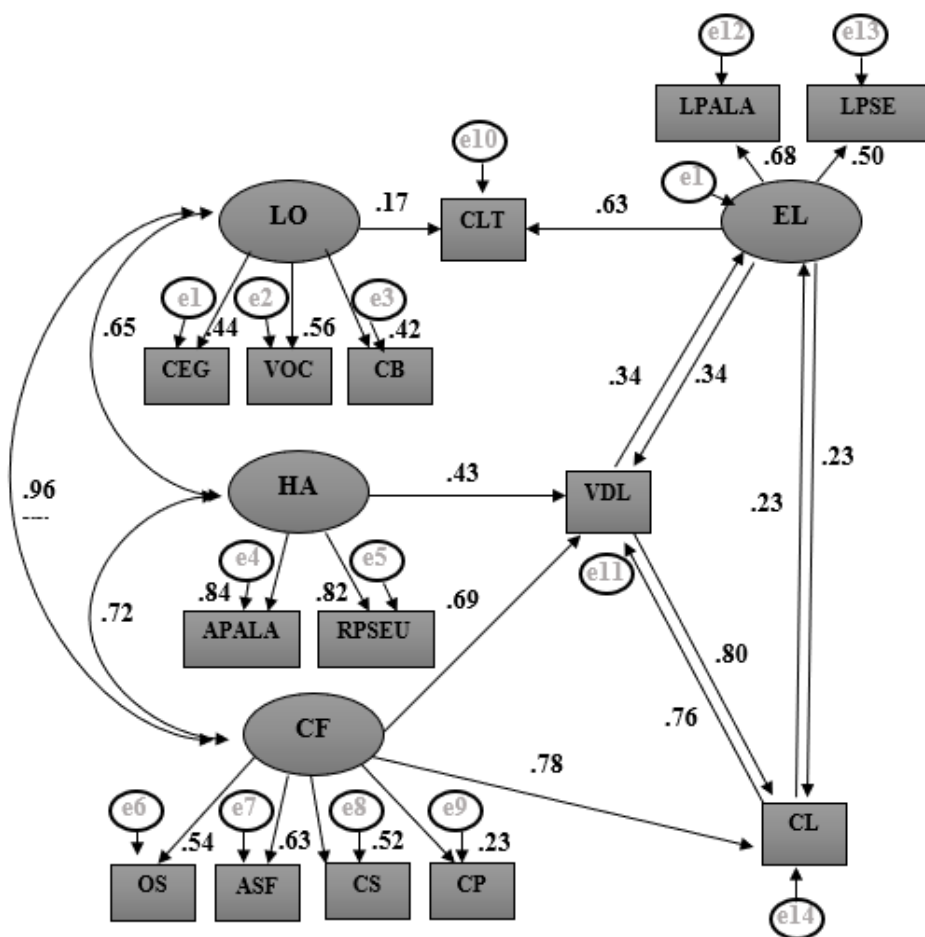 e12 e13
LPALA LPSE
e10
.68 .50
e1
LO .17 CLT .63 EL
e1 e2 e3
.65 .44 .56 .42
CEG VOC CB
.34 .34
HA .43 VDL
.96 .23 .23
e4 e5 e11
.72 .84 .82 .69
APALA RPSEU
.80
CF .76
.78
e6 e7 e8 e9 CL
.54 .63 .52 .23
OS ASF CS CP
e14